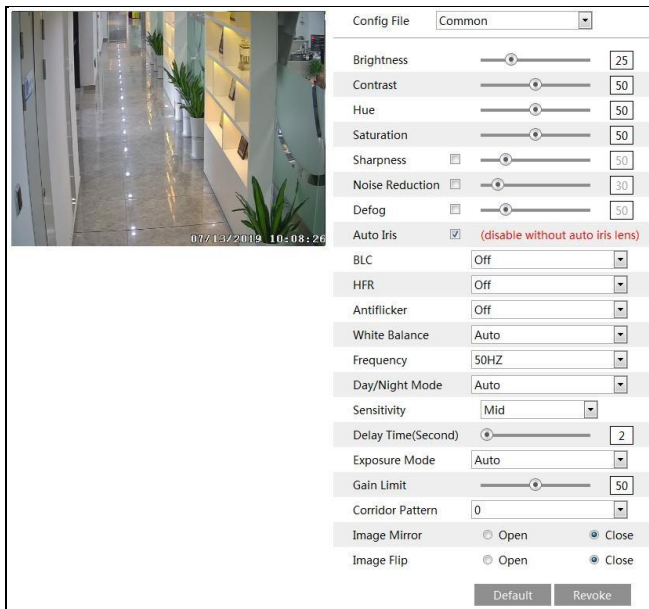 Config File Common
07/13/2019 10:08:26
Brightness 25
Contrast 50
Hue 50
Saturation 50
Sharpness 50
Noise Reduction 30
Defog 50
Auto Iris (disable without auto iris lens)
BLC Off
HFR Off
Antiflicker Off
White Balance Auto
Frequency 50HZ
Day/Night Mode Auto
Sensitivity Mid
Delay Time(Second) 2
Exposure Mode Auto
Gain Limit 50
Corridor Pattern 0
Image Mirror Open Close
Image Flip Open Close
Default Revoke